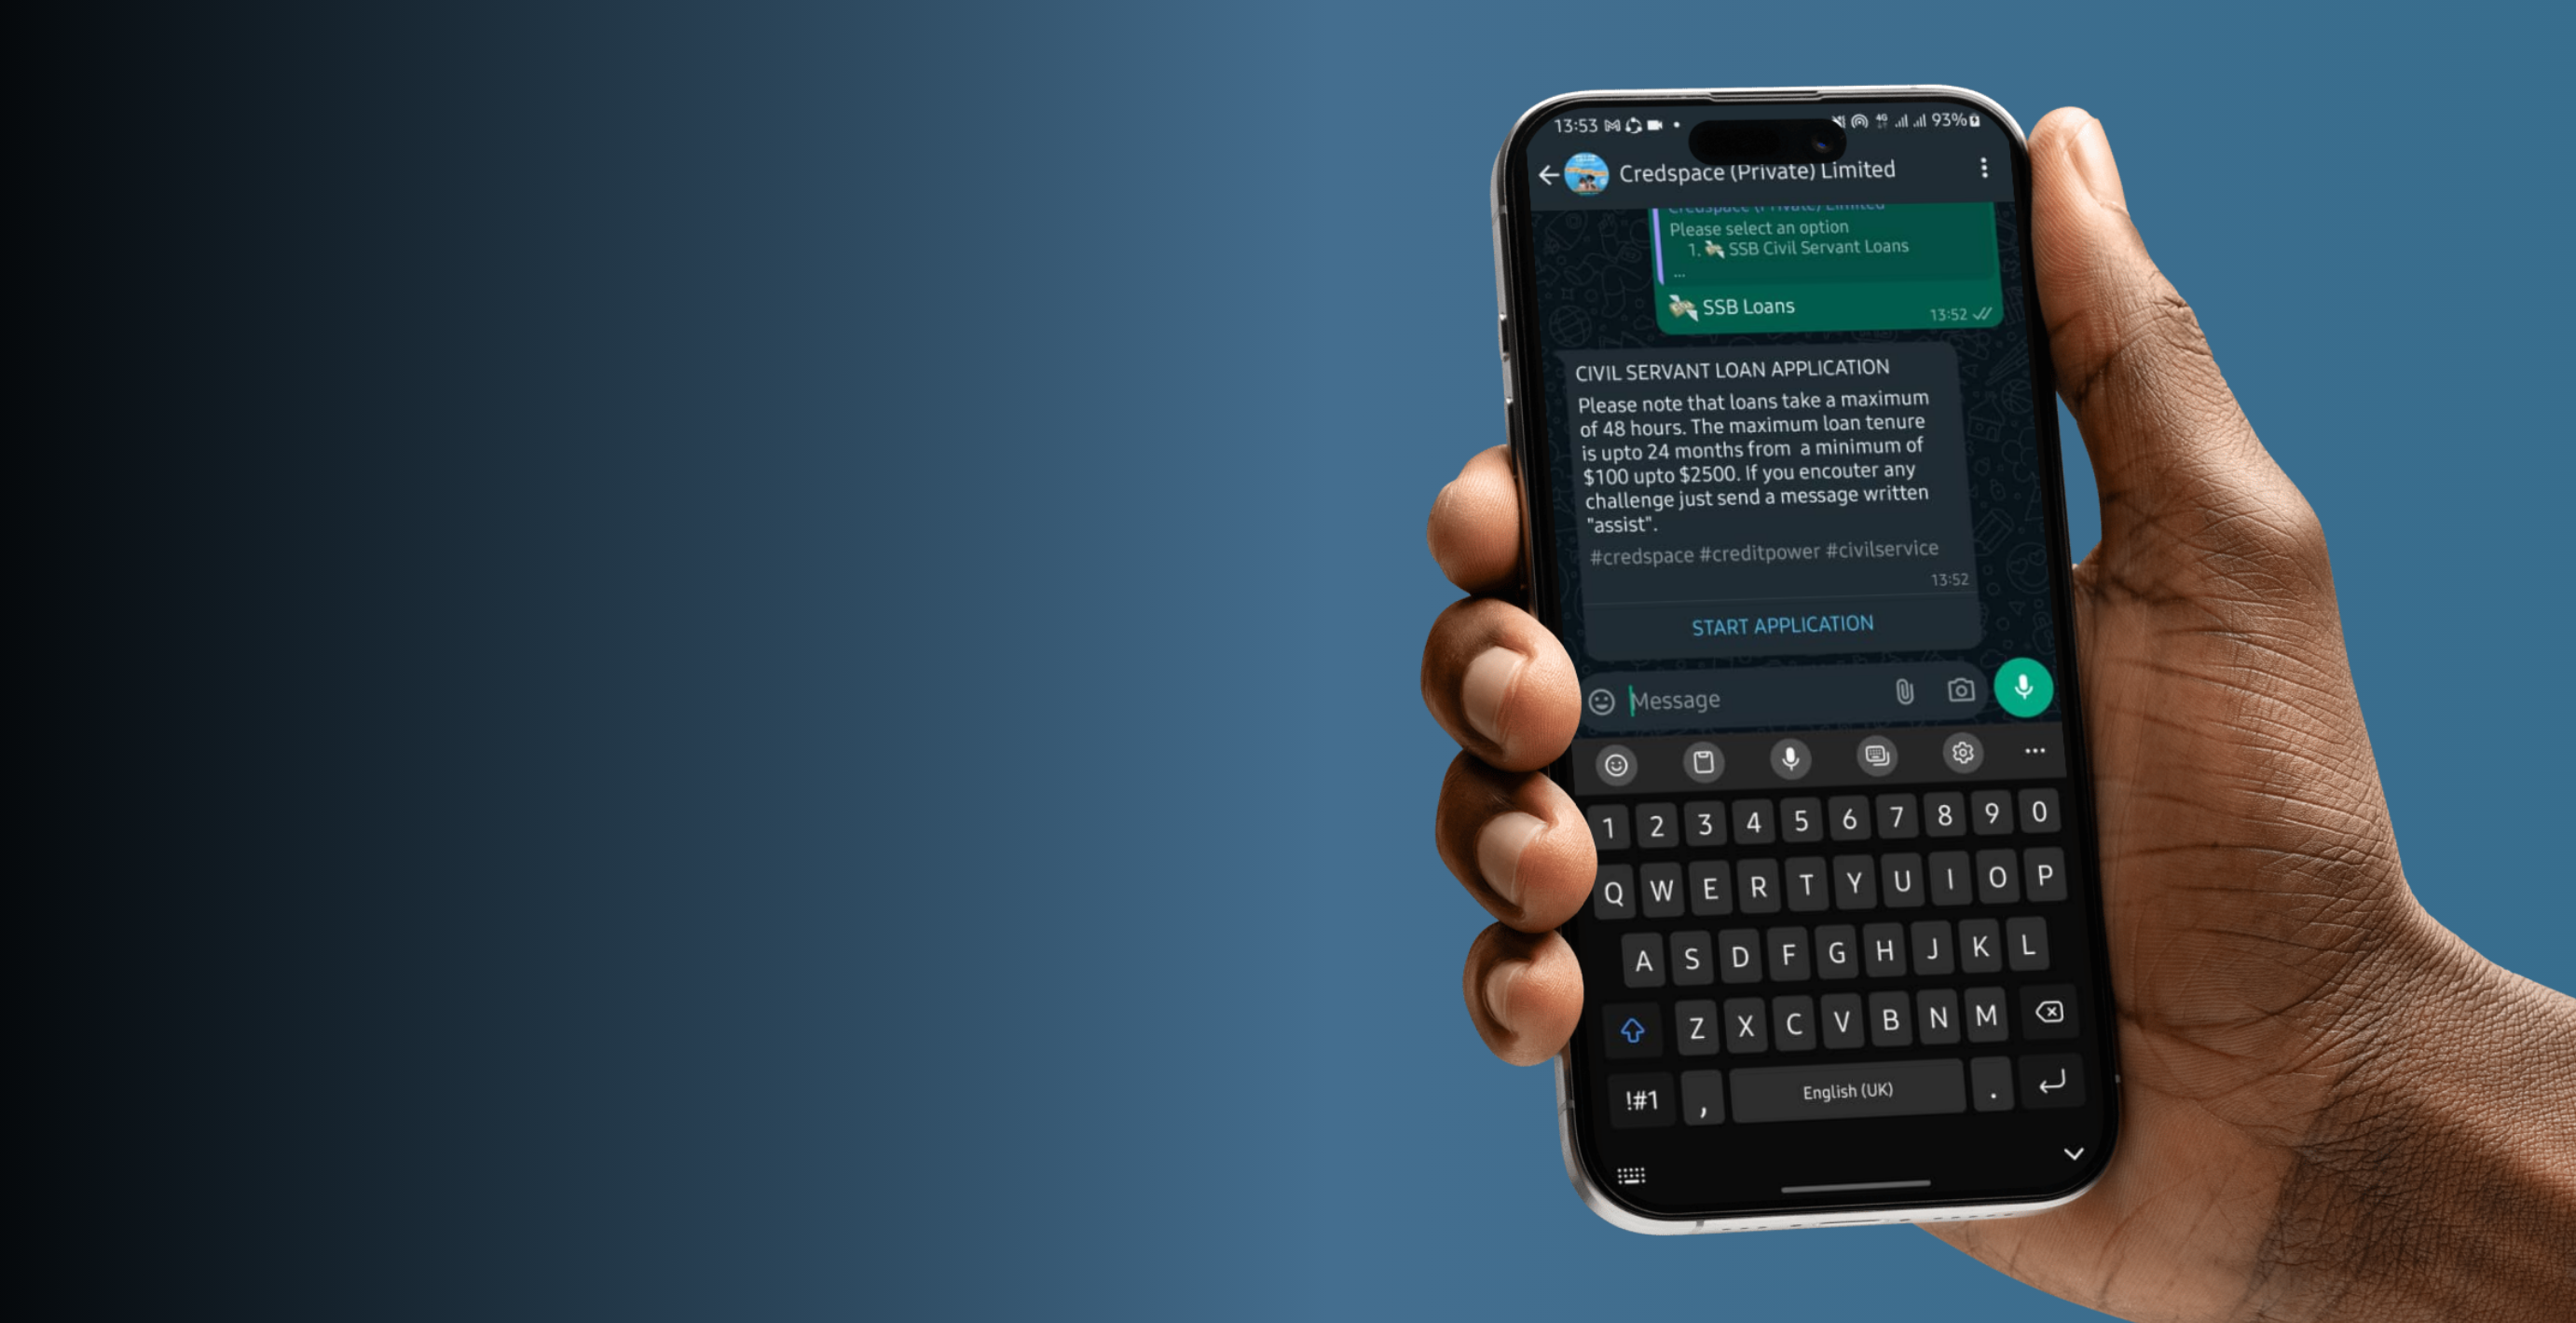 13:53
4G
93%
Credspace (Private) Limited
Credspace (Private) Limited
Please select an option
1. 💸 SSB Civil Servant Loans
...
💸 SSB Loans
13:52
CIVIL SERVANT LOAN APPLICATION
Please note that loans take a maximum
of 48 hours. The maximum loan tenure
is upto 24 months from a minimum of
$100 upto $2500. If you encouter any
challenge just send a message written
"assist".
#credspace #creditpower #civilservice
13:52
START APPLICATION
Message
1 2 3 4 5 6 7 8 9 0
Q W E R T Y U I O P
A S D F G H J K L
Z X C V B N M
!#1 , English (UK) .